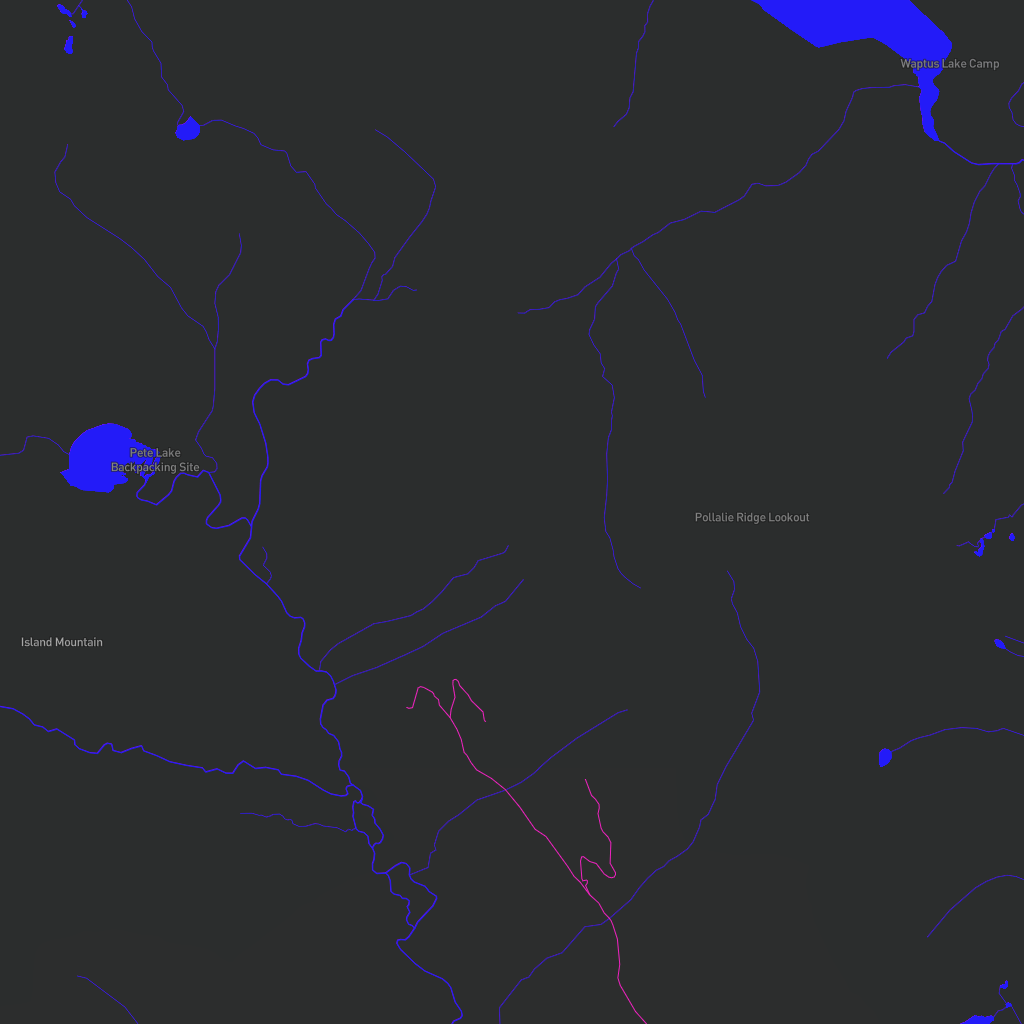 Waptus Lake Camp
Pete Lake
Backpacking Site
Pollalie Ridge Lookout
Island Mountain